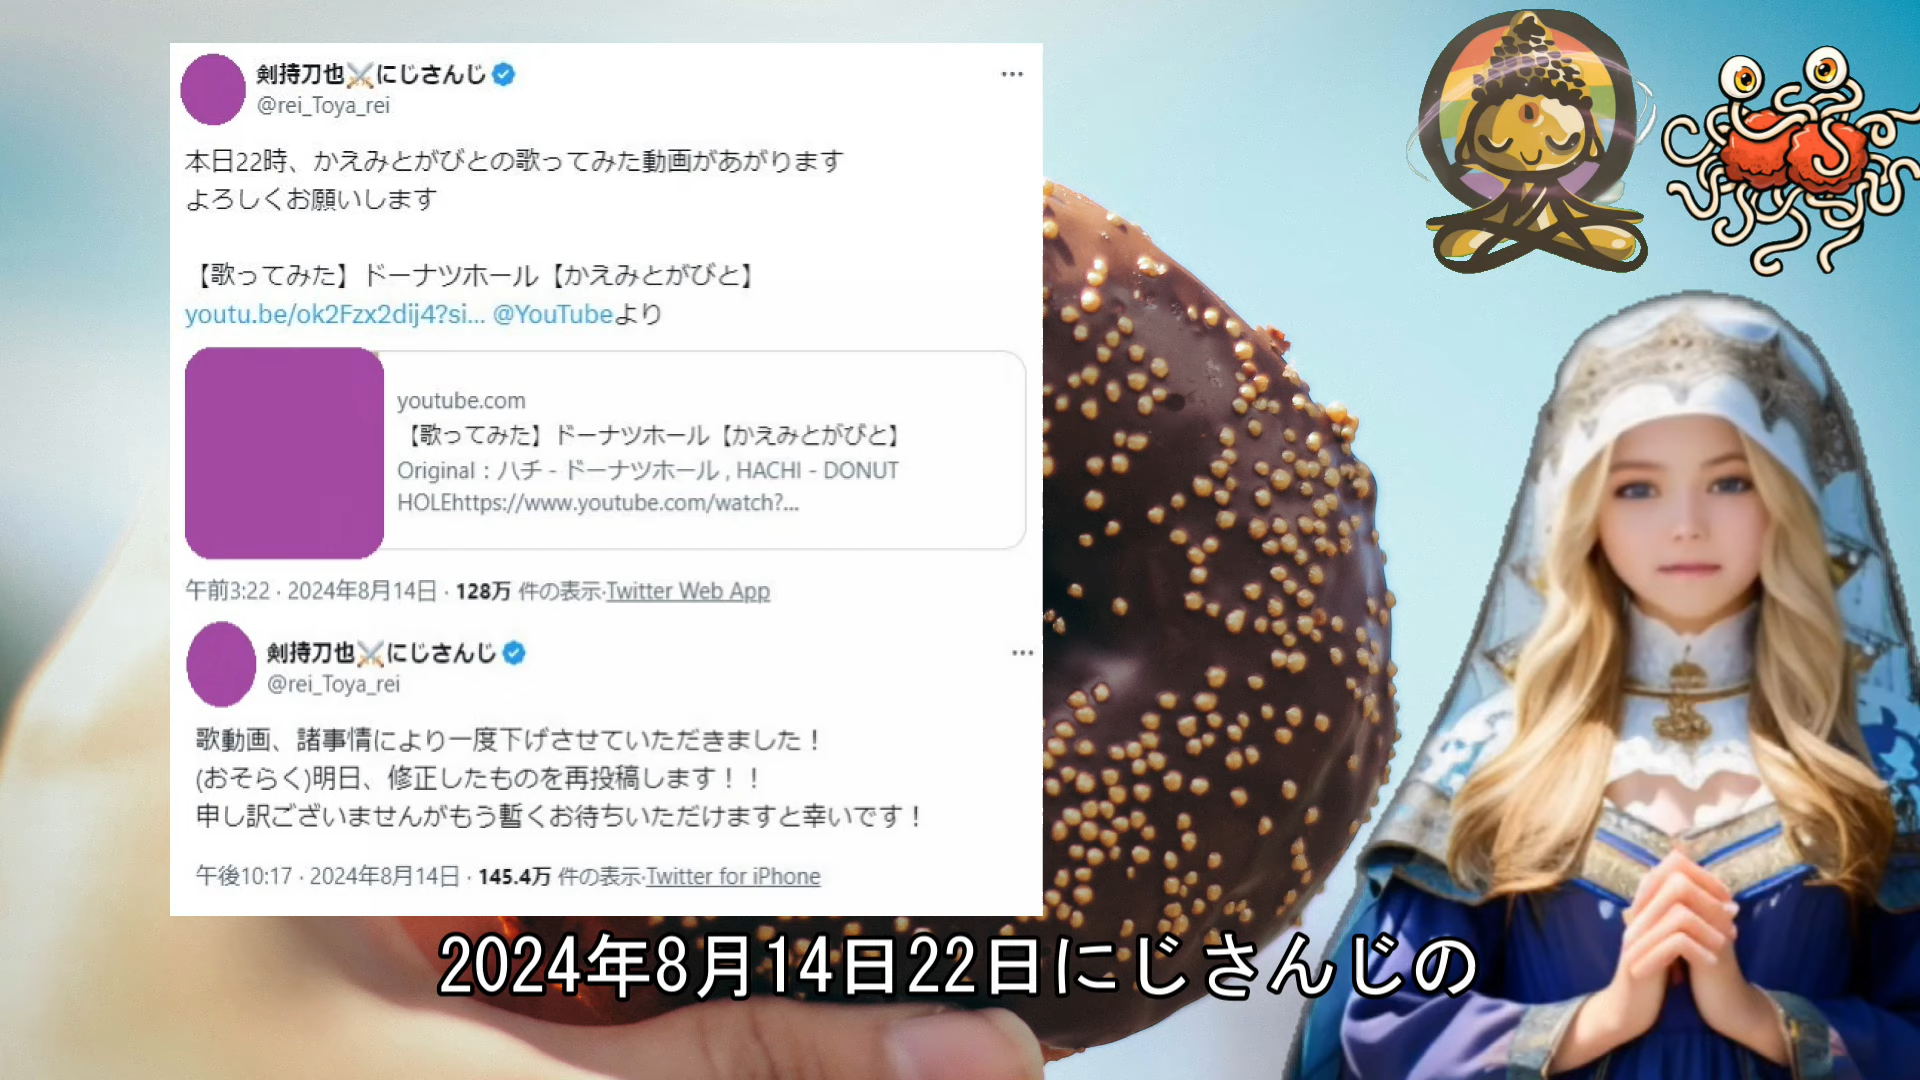 剣持刀也⚔にじさんじ
@rei_Toya_rei
本日22時、かえみとがびとの歌ってみた動画があがります
よろしくお願いします
【歌ってみた】ドーナツホール【かえみとがびと】
youtu.be/ok2Fzx2dij4?si... @YouTubeより
youtube.com
【歌ってみた】ドーナツホール【かえみとがびと】
Original：ハチ - ドーナツホール , HACHI - DONUT
HOLEhttps://www.youtube.com/watch?...
午前3:22 · 2024年8月14日 · 128万 件の表示·Twitter Web App
剣持刀也⚔にじさんじ
@rei_Toya_rei
歌動画、諸事情により一度下げさせていただきました！
(おそらく)明日、修正したものを再投稿します！！
申し訳ございませんがもう暫くお待ちいただけますと幸いです！
午後10:17 · 2024年8月14日 · 145.4万 件の表示·Twitter for iPhone
2024年8月14日22日にじさんじの